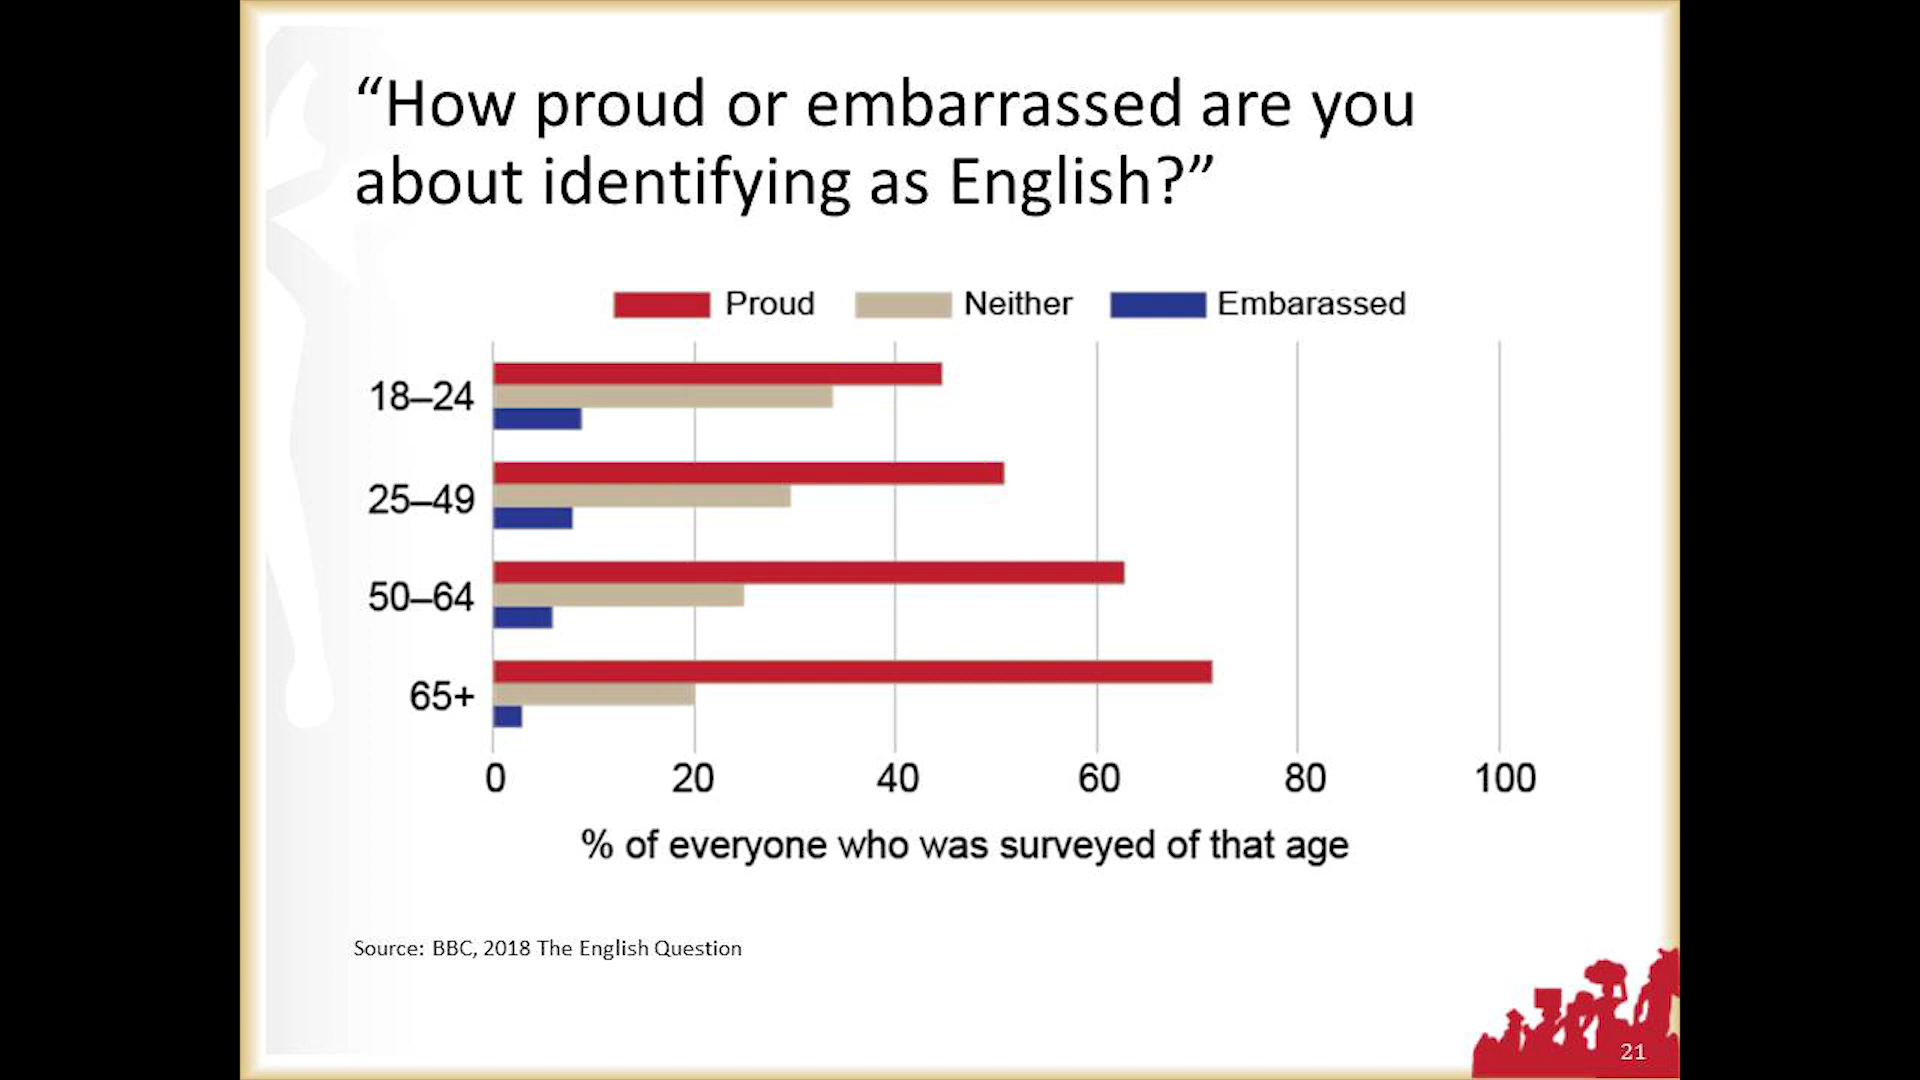 “How proud or embarrassed are you
about identifying as English?”
Proud Neither Embarassed
18–24
25–49
50–64
65+
0 20 40 60 80 100
% of everyone who was surveyed of that age
Source: BBC, 2018 The English Question
21